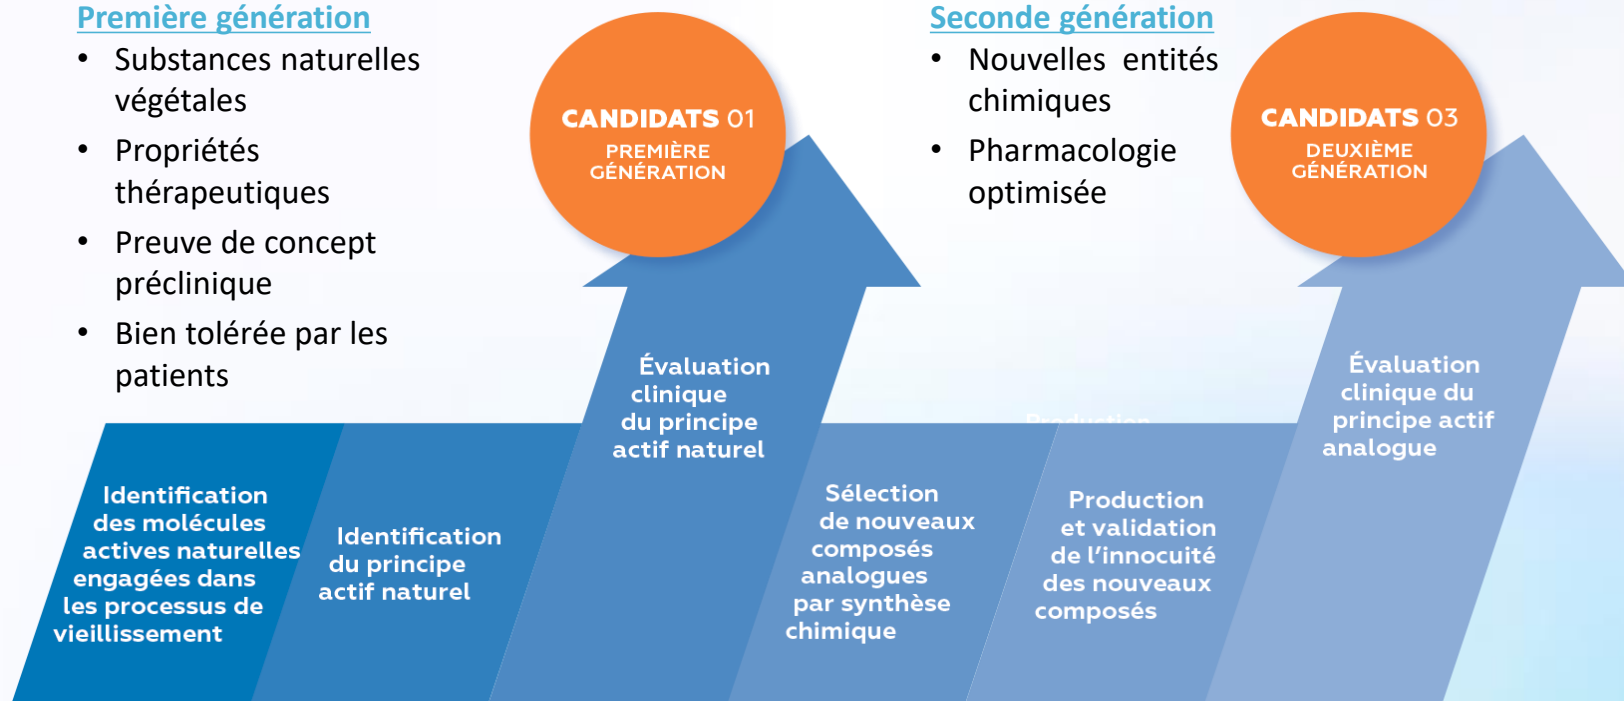 Première génération
• Substances naturelles
végétales
• Propriétés
thérapeutiques
• Preuve de concept
préclinique
• Bien tolérée par les
patients
CANDIDATS 01
PREMIÈRE
GÉNÉRATION
Seconde génération
• Nouvelles entités
chimiques
• Pharmacologie
optimisée
CANDIDATS 03
DEUXIÈME
GÉNÉRATION
Identification
des molécules
actives naturelles
engagées dans
les processus de
vieillissement
Identification
du principe
actif naturel
Évaluation
clinique
du principe
actif naturel
Sélection
de nouveaux
composés
analogues
par synthèse
chimique
Production
Production
et validation
de l’innocuité
des nouveaux
composés
Évaluation
clinique du
principe actif
analogue